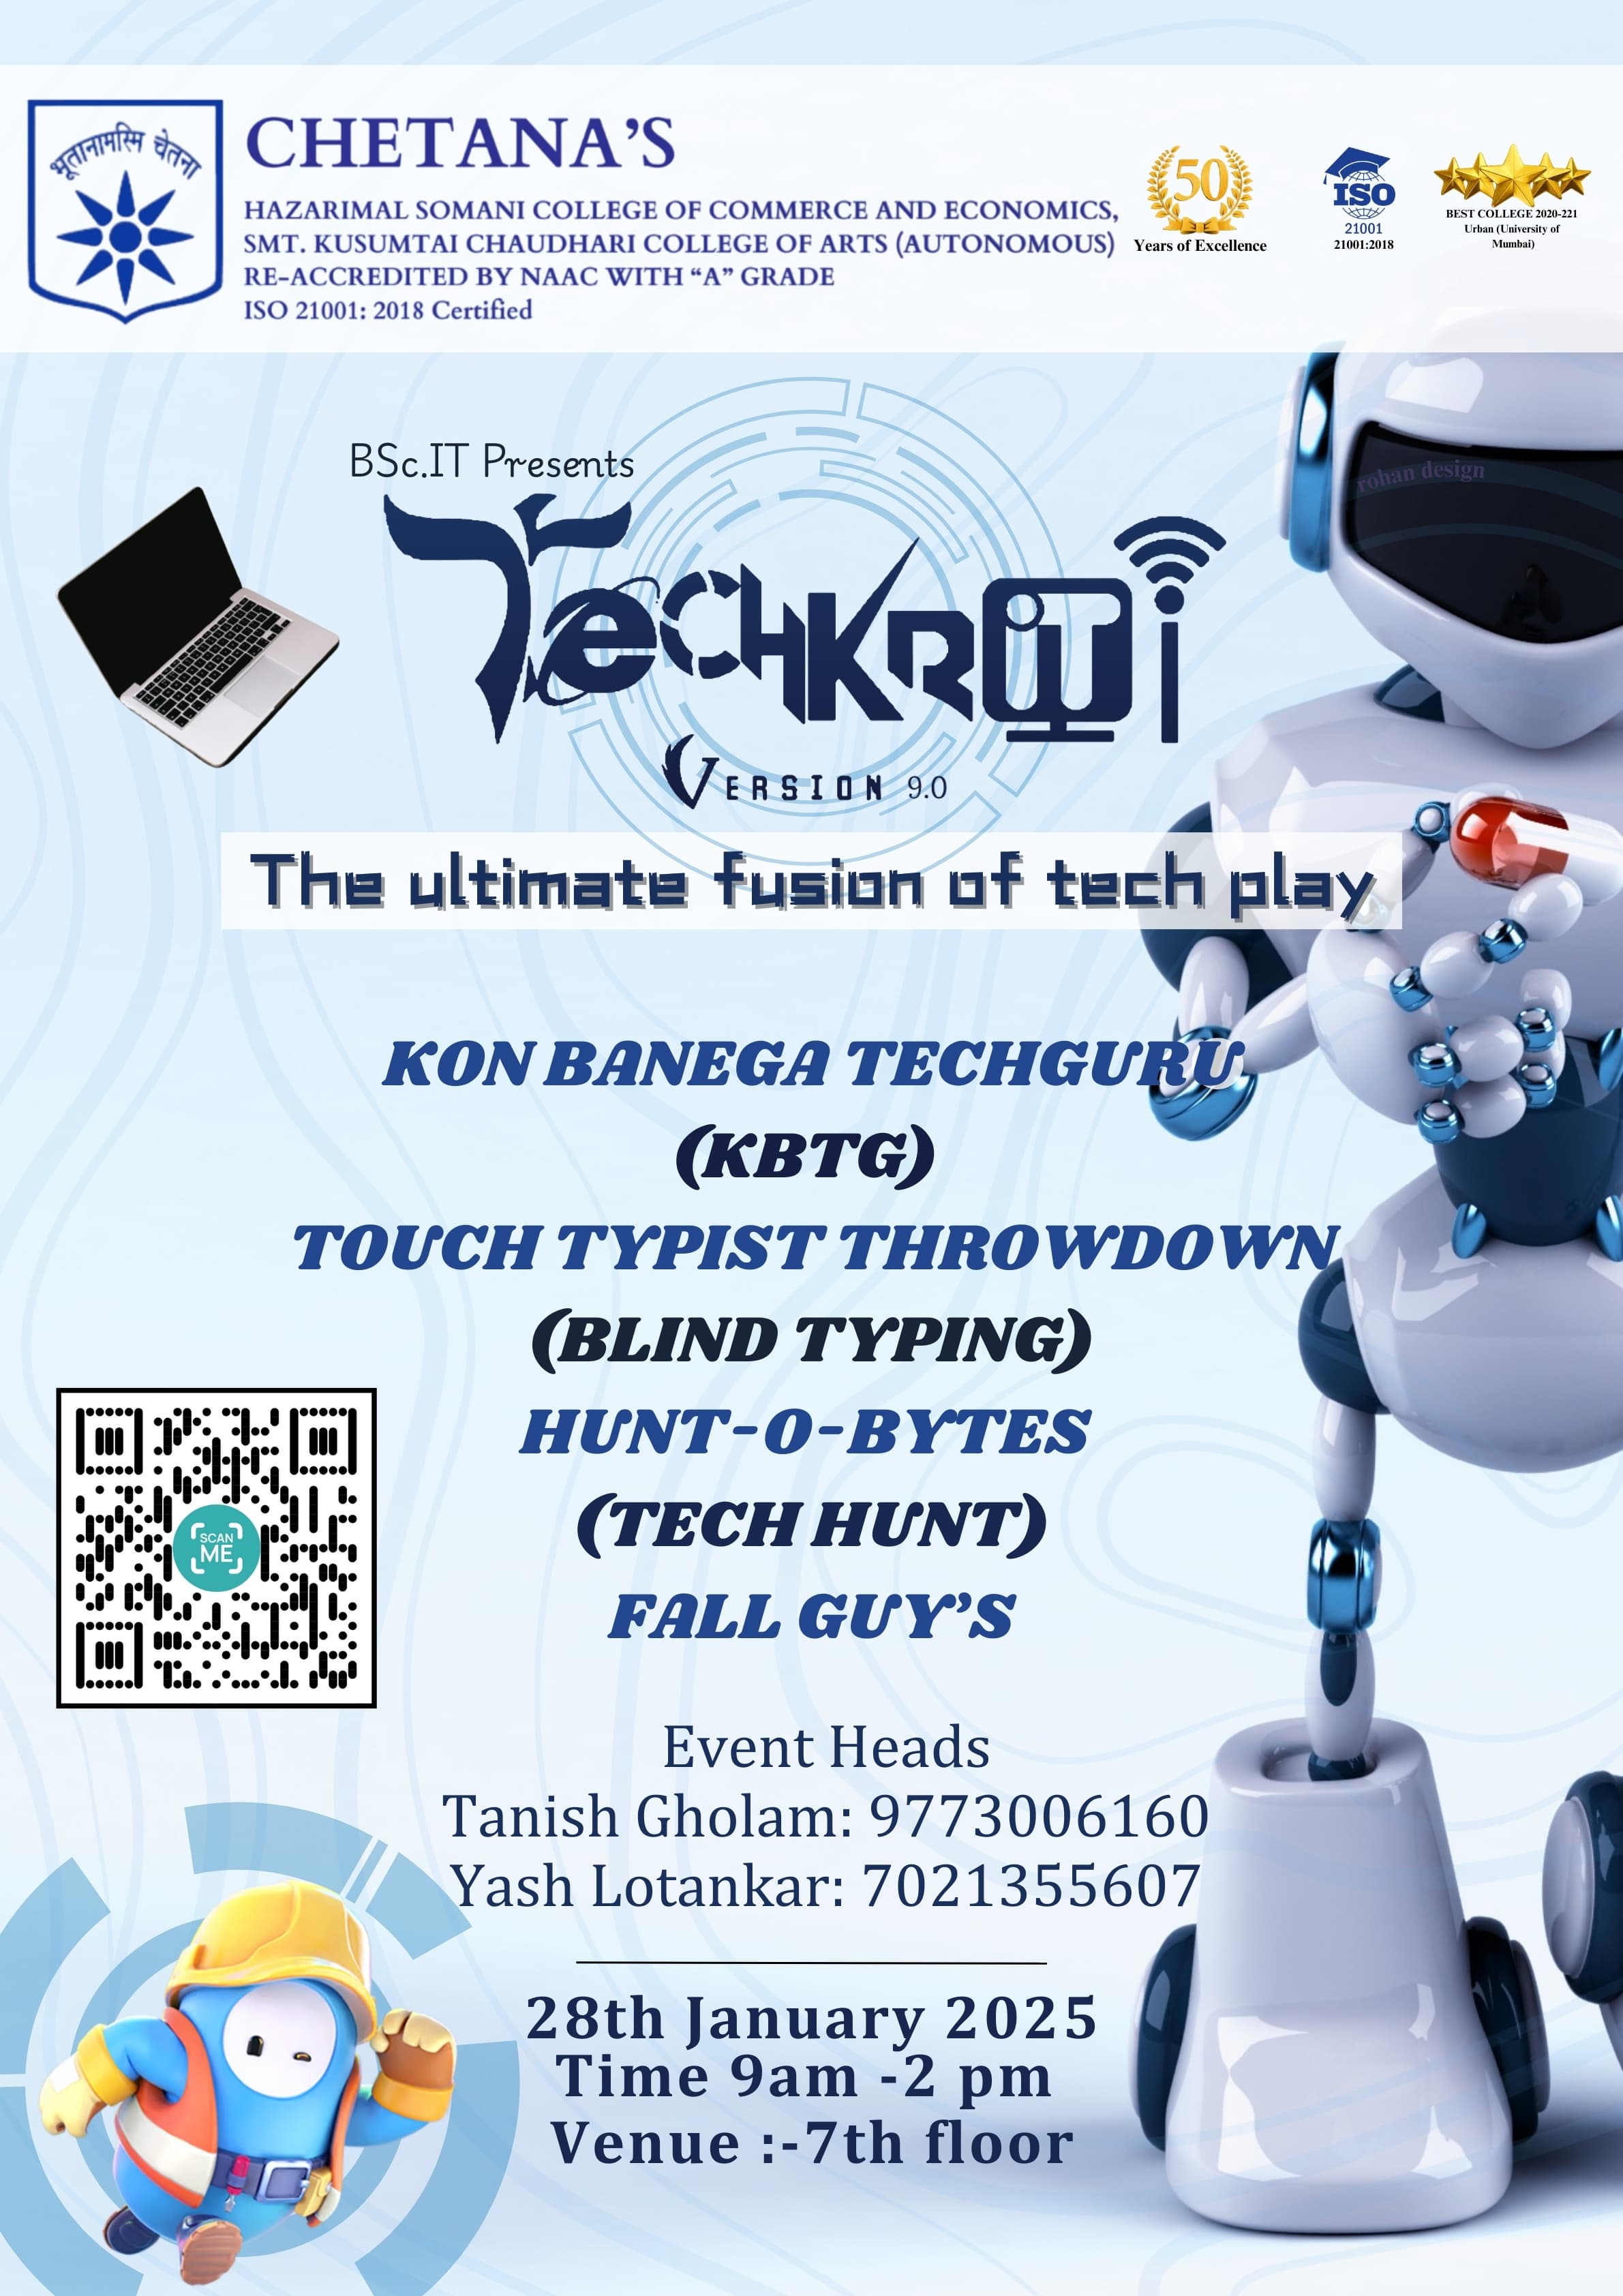 भूतानामस्मि चेतना
CHETANA'S
HAZARIMAL SOMANI COLLEGE OF COMMERCE AND ECONOMICS,
SMT. KUSUMTAI CHAUDHARI COLLEGE OF ARTS (AUTONOMOUS)
RE-ACCREDITED BY NAAC WITH “A” GRADE
ISO 21001: 2018 Certified
50
Years of Excellence
ISO
21001
21001:2018
BEST COLLEGE 2020-221
Urban (University of
Mumbai)
rohan design
BSc.IT Presents
TECHKRUTI
VERSION 9.0
The ultimate fusion of tech play
KON BANEGA TECHGURU
(KBTG)
TOUCH TYPIST THROWDOWN
(BLIND TYPING)
HUNT-O-BYTES
(TECH HUNT)
FALL GUY’S
SCAN
ME
Event Heads
Tanish Gholam: 9773006160
Yash Lotankar: 7021355607
28th January 2025
Time 9am -2 pm
Venue :-7th floor